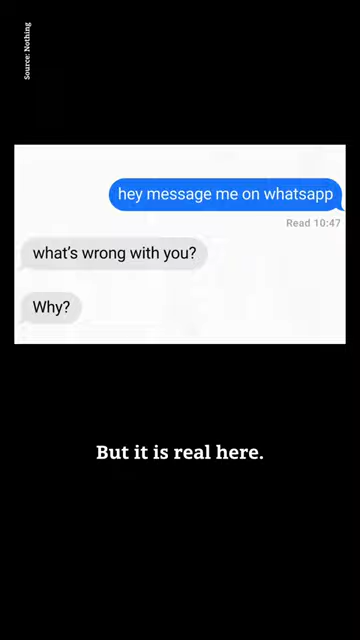 Source: Nothing
hey message me on whatsapp
Read 10:47
what's wrong with you?
Why?
But it is real here.